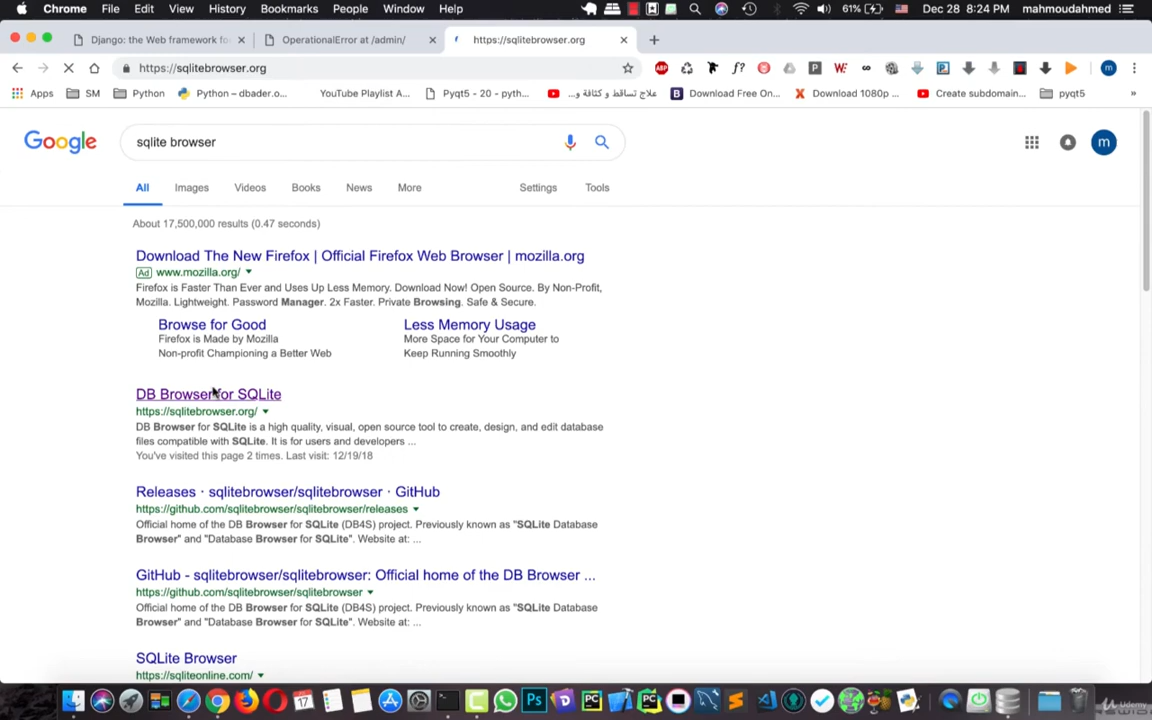 Chrome File Edit View History Bookmarks People Window Help 61% Dec 28 8:24 PM mahmoudahmed
Django: the Web framework fo OperationalError at /admin/ https://sqlitebrowser.org
https://sqlitebrowser.org
Apps SM Python Python – dbader.o... YouTube Playlist A... Pyqt5 - 20 - pyth... علاج تساقط و كثافة و... Download Free On... Download 1080p ... Create subdomain... pyqt5 »
Google sqlite browser m
All Images Videos Books News More Settings Tools
About 17,500,000 results (0.47 seconds)
Download The New Firefox | Official Firefox Web Browser | mozilla.org
Ad www.mozilla.org/
Firefox is Faster Than Ever and Uses Up Less Memory. Download Now! Open Source. By Non-Profit,
Mozilla. Lightweight. Password Manager. 2x Faster. Private Browsing. Safe & Secure.
Browse for Good Less Memory Usage
Firefox is Made by Mozilla More Space for Your Computer to
Non-profit Championing a Better Web Keep Running Smoothly
DB Browser for SQLite
https://sqlitebrowser.org/
DB Browser for SQLite is a high quality, visual, open source tool to create, design, and edit database
files compatible with SQLite. It is for users and developers ...
You've visited this page 2 times. Last visit: 12/19/18
Releases · sqlitebrowser/sqlitebrowser · GitHub
https://github.com/sqlitebrowser/sqlitebrowser/releases
Official home of the DB Browser for SQLite (DB4S) project. Previously known as "SQLite Database
Browser" and "Database Browser for SQLite". Website at: ...
GitHub - sqlitebrowser/sqlitebrowser: Official home of the DB Browser ...
https://github.com/sqlitebrowser/sqlitebrowser
Official home of the DB Browser for SQLite (DB4S) project. Previously known as "SQLite Database
Browser" and "Database Browser for SQLite". Website at: ...
SQLite Browser
https://sqliteonline.com/
Udemy